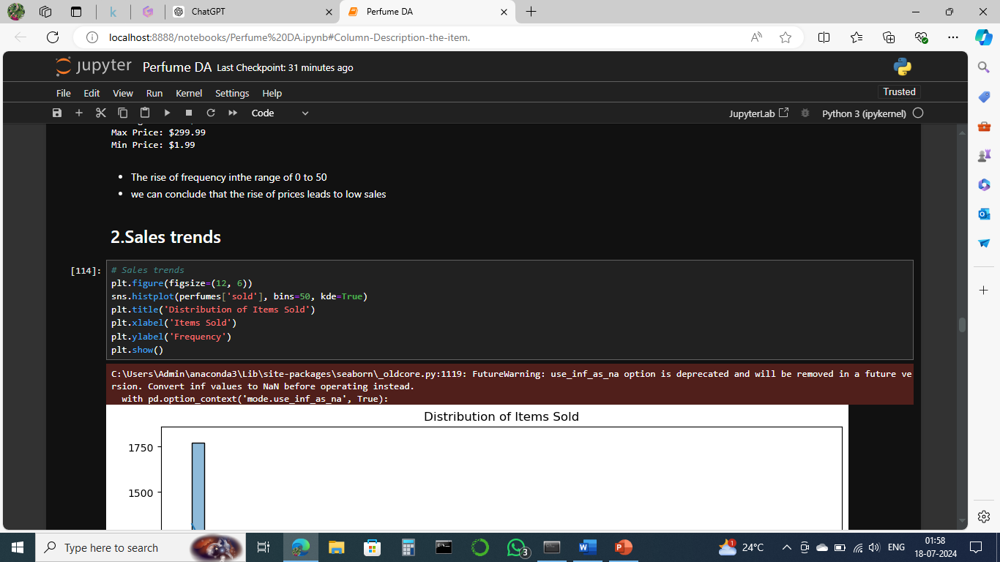 ChatGPT
Perfume DA
localhost:8888/notebooks/Perfume%20DA.ipynb#Column-Description-the-item.
jupyter Perfume DA Last Checkpoint: 31 minutes ago
File Edit View Run Kernel Settings Help
Trusted
Code
JupyterLab
Python 3 (ipykernel)
Max Price: $299.99
Min Price: $1.99
• The rise of frequency inthe range of 0 to 50
• we can conclude that the rise of prices leads to low sales
2.Sales trends
[114]:
# Sales trends
plt.figure(figsize=(12, 6))
sns.histplot(perfumes['sold'], bins=50, kde=True)
plt.title('Distribution of Items Sold')
plt.xlabel('Items Sold')
plt.ylabel('Frequency')
plt.show()
C:\Users\Admin\anaconda3\Lib\site-packages\seaborn\_oldcore.py:1119: FutureWarning: use_inf_as_na option is deprecated and will be removed in a future ve
rsion. Convert inf values to NaN before operating instead.
with pd.option_context('mode.use_inf_as_na', True):
Distribution of Items Sold
1750
1500
Type here to search
3
1
24°C
ENG
01:58
18-07-2024